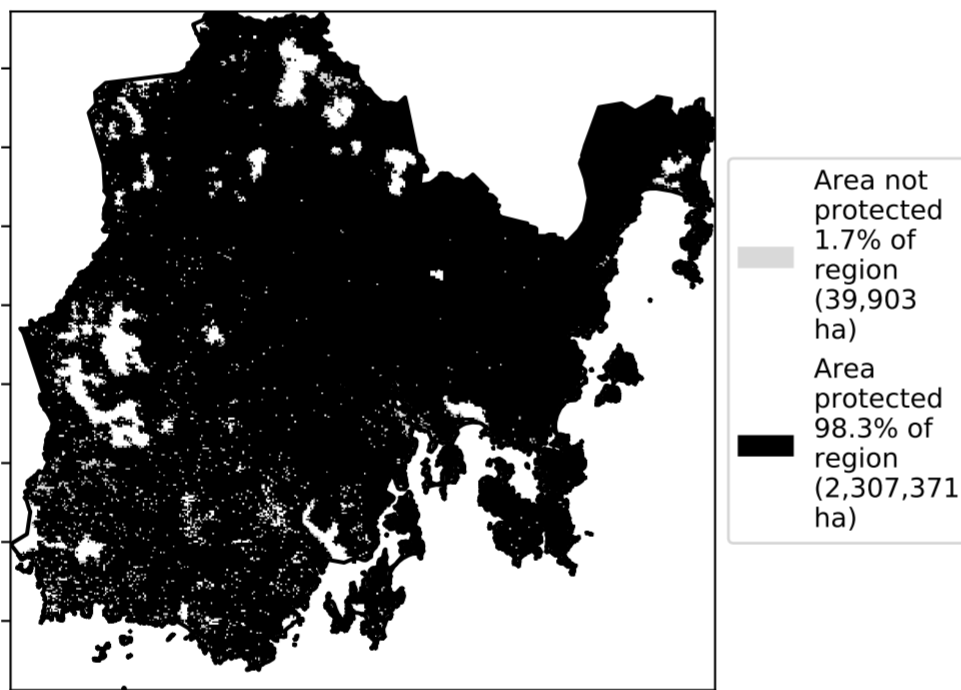 Area not
protected
1.7% of
region
(39,903
ha)
Area
protected
98.3% of
region
(2,307,371
ha)